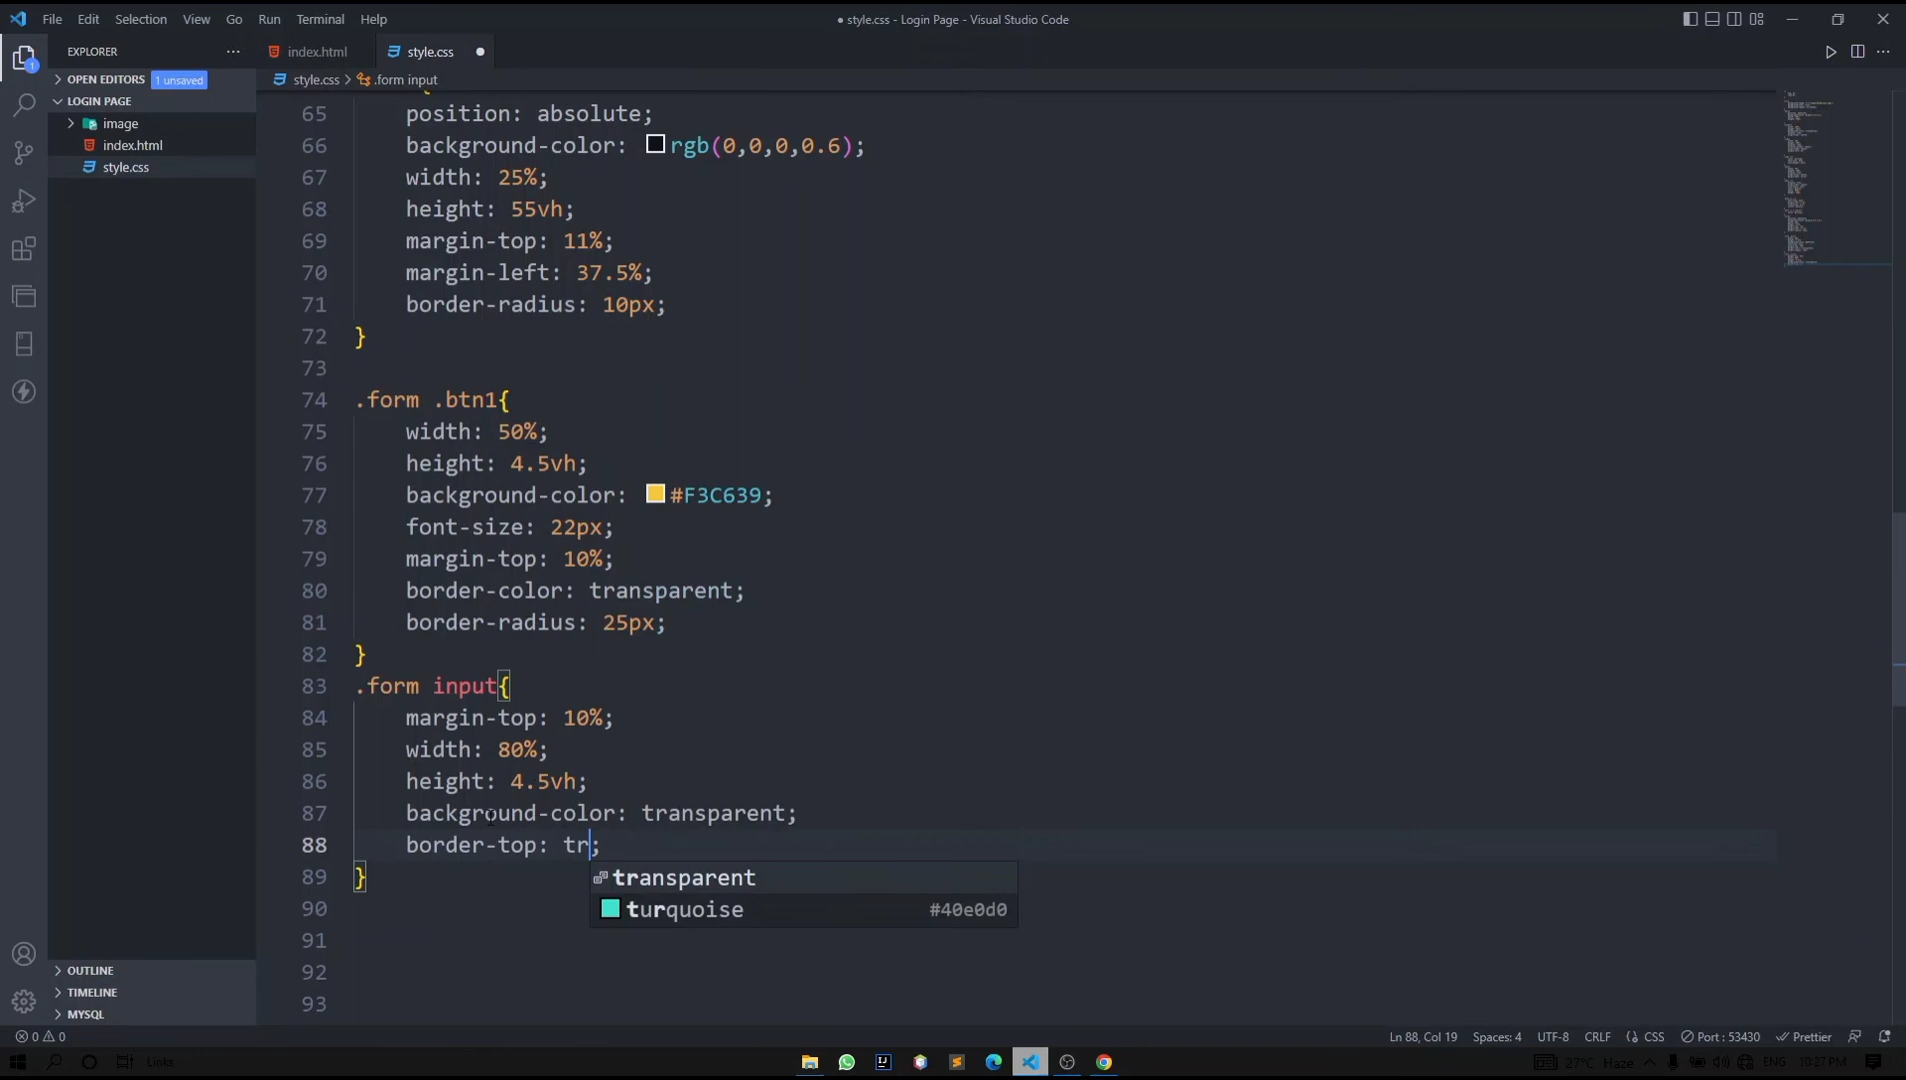 File Edit Selection View Go Run Terminal Help
● style.css - Login Page - Visual Studio Code
EXPLORER
index.html
style.css
OPEN EDITORS 1 unsaved
style.css > .form input
LOGIN PAGE
image
index.html
style.css
65 position: absolute;
66 background-color: rgb(0,0,0,0.6);
67 width: 25%;
68 height: 55vh;
69 margin-top: 11%;
70 margin-left: 37.5%;
71 border-radius: 10px;
72 }
73
74 .form .btn1{
75 width: 50%;
76 height: 4.5vh;
77 background-color: #F3C639;
78 font-size: 22px;
79 margin-top: 10%;
80 border-color: transparent;
81 border-radius: 25px;
82 }
83 .form input{
84 margin-top: 10%;
85 width: 80%;
86 height: 4.5vh;
87 background-color: transparent;
88 border-top: tr;
89 }
transparent
90
turquoise #40e0d0
91
92
93
OUTLINE
TIMELINE
MYSQL
0 0
Ln 88, Col 19 Spaces: 4 UTF-8 CRLF { } CSS Port : 53430 Prettier
Links
27°C Haze ENG 10:27 PM